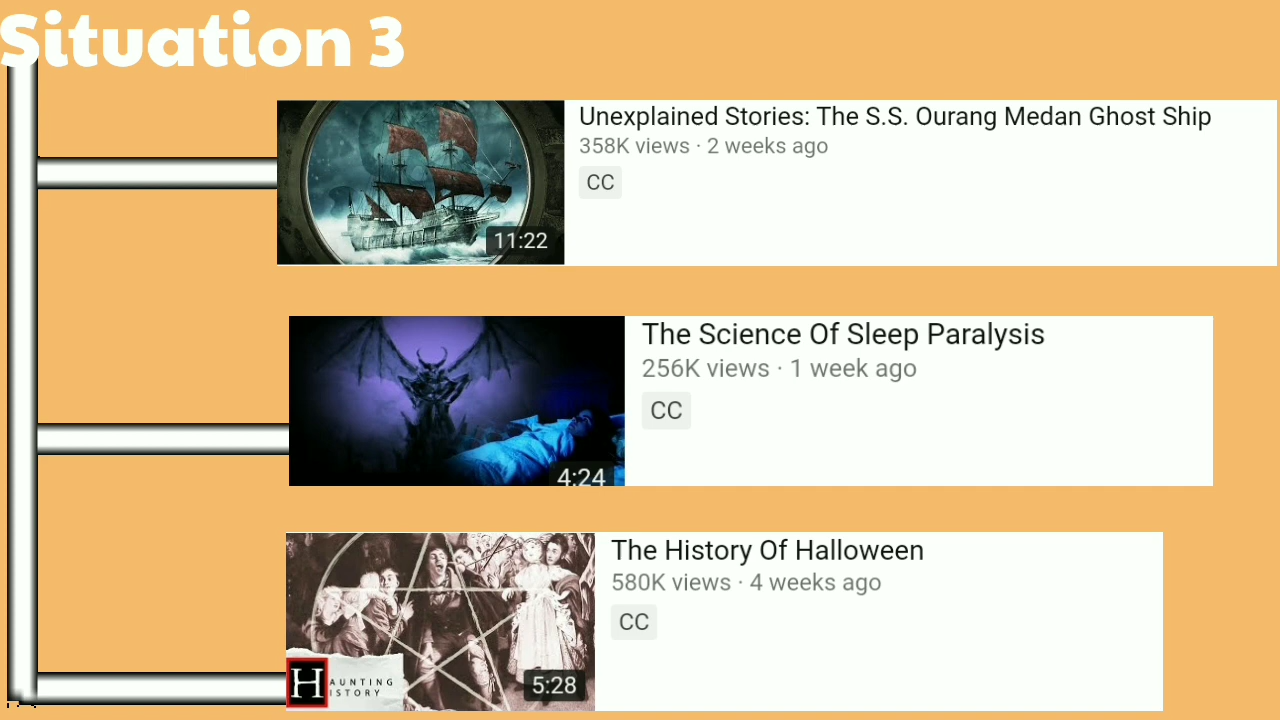 Situation 3
Unexplained Stories: The S.S. Ourang Medan Ghost Ship
358K views · 2 weeks ago
CC
11:22
The Science Of Sleep Paralysis
256K views · 1 week ago
CC
4:24
The History Of Halloween
580K views · 4 weeks ago
CC
HAUNTING
HISTORY
5:28